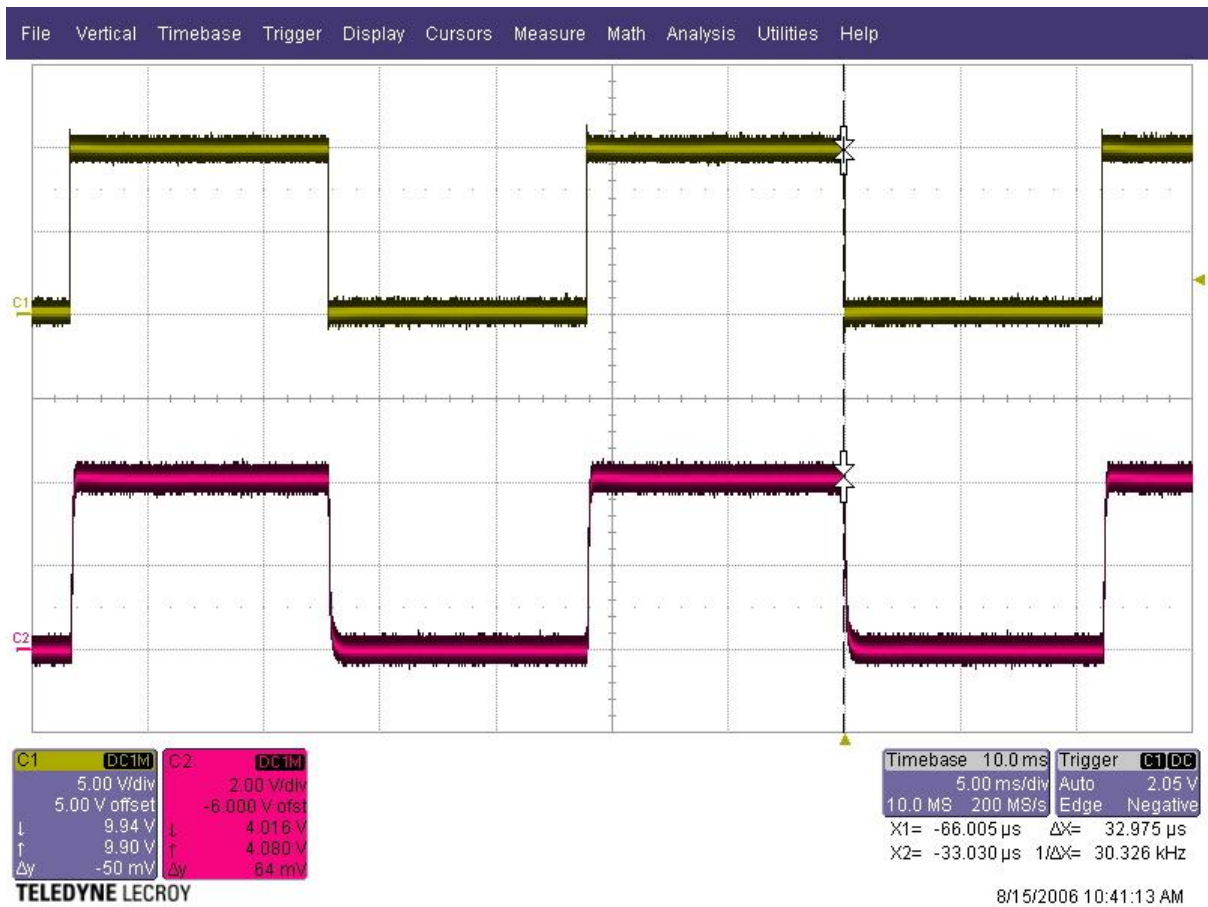 File Vertical Timebase Trigger Display Cursors Measure Math Analysis Utilities Help
C1
C2
C1 DC1M
5.00 V/div
5.00 V offset
↓ 9.94 V
↑ 9.90 V
Δy -50 mV
C2 DC1M
2.00 V/div
-6.000 V ofst
↓ 4.016 V
↑ 4.080 V
Δy 64 mV
Timebase 10.0 ms
5.00 ms/div
10.0 MS 200 MS/s
Trigger C1 DC
Auto 2.05 V
Edge Negative
X1= -66.005 µs ΔX= 32.975 µs
X2= -33.030 µs 1/ΔX= 30.326 kHz
TELEDYNE LECROY
8/15/2006 10:41:13 AM